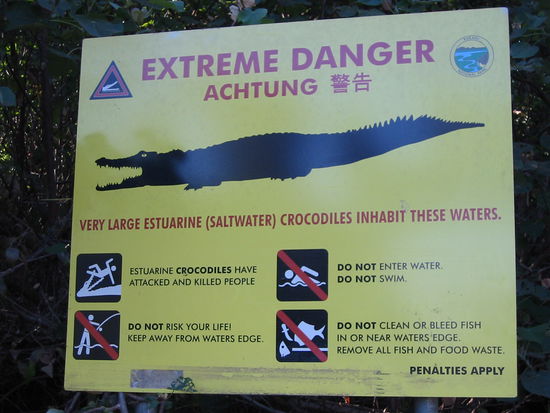 EXTREME DANGER
ACHTUNG 警告
VERY LARGE ESTUARINE (SALTWATER) CROCODILES INHABIT THESE WATERS.
ESTUARINE CROCODILES HAVE
ATTACKED AND KILLED PEOPLE
DO NOT ENTER WATER.
DO NOT SWIM.
DO NOT RISK YOUR LIFE!
KEEP AWAY FROM WATERS EDGE.
DO NOT CLEAN OR BLEED FISH
IN OR NEAR WATERS EDGE.
REMOVE ALL FISH AND FOOD WASTE.
PENALTIES APPLY